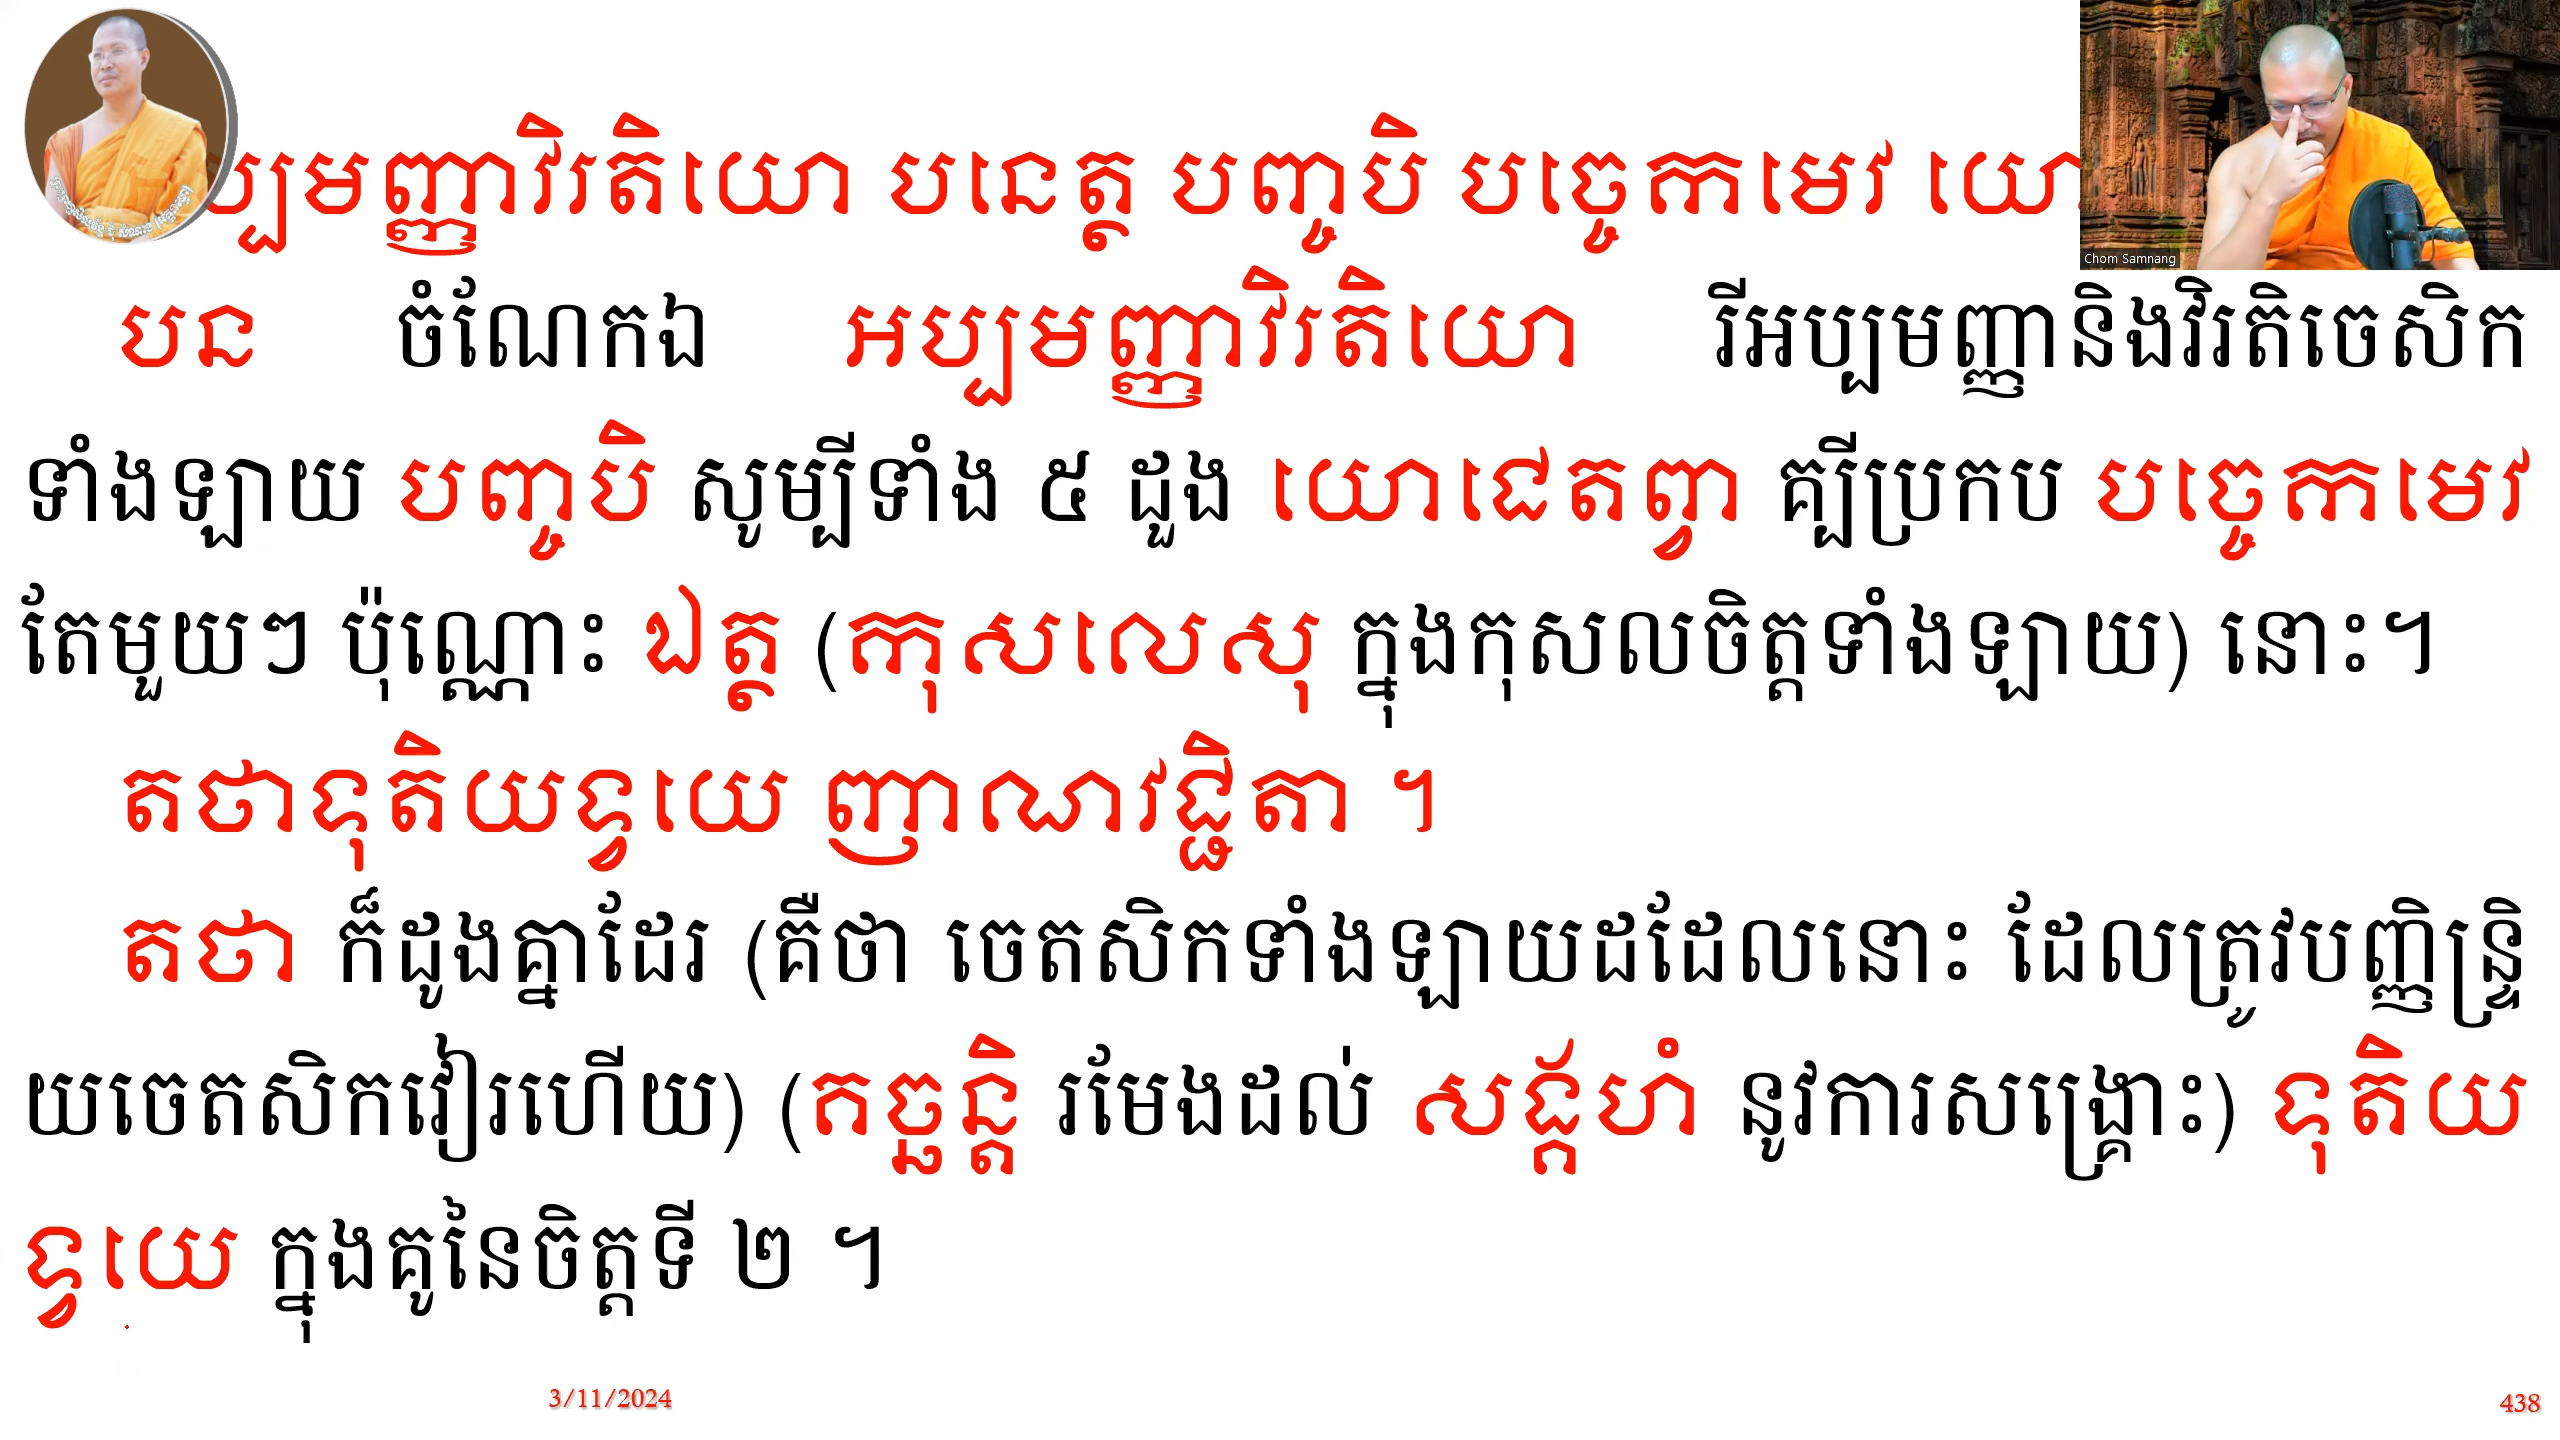 ប្បមញ្ញាវិរតិយោ បនេត្ថ បញ្ចបិ បច្ចេកមេវ
Chom Samnang
បន ចំណែកឯ អប្បមញ្ញាវិរតិយោ រីអប្បមញ្ញានិងវិរតិចេសិក
ទាំងឡាយ បញ្ចបិ សូម្បីទាំង ៥ ដួង យោជេតព្វា គប្បីប្រកប បច្ចេកមេវ
តែមួយៗ ប៉ុណ្ណោះ ឯត្ថ (កុសលេសុ ក្នុងកុសលចិត្តទាំងឡាយ) នោះ។
តថាទុតិយទ្វយេ ញាណវជ្ជិតា ។
តថា ក៏ដូងគ្នាដែរ (គឺថា ចេតសិកទាំងឡាយដដែលនោះ ដែលត្រូវបញ្ញិន្ទ្រិ
យចេតសិកវៀរហើយ) (គច្ឆន្តិ រមែងដល់ សង្គហំ នូវការសង្គ្រោះ) ទុតិយ
ទ្វយេ ក្នុងគូនៃចិត្តទី ២ ។
3/11/2024
438